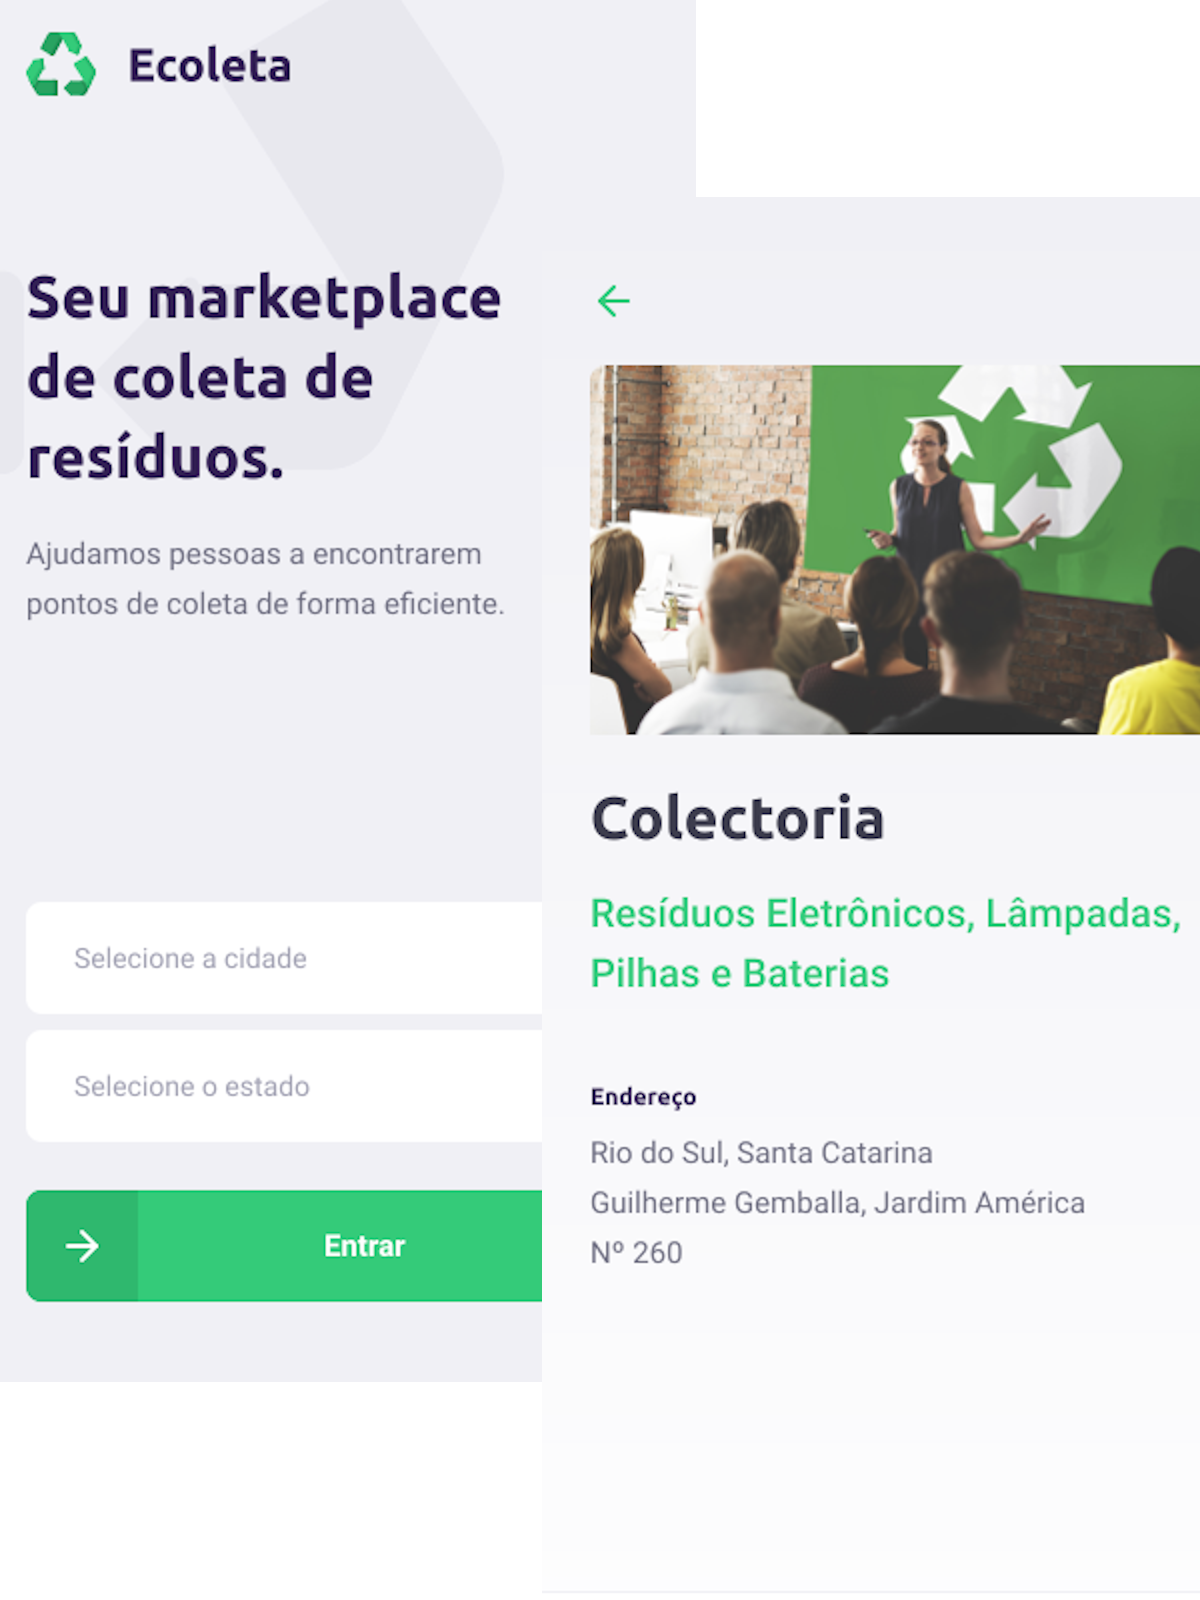 Ecoleta
Seu marketplace
de coleta de
resíduos.
Ajudamos pessoas a encontrarem
pontos de coleta de forma eficiente.
Selecione a cidade
Selecione o estado
Entrar
Colectoria
Resíduos Eletrônicos, Lâmpadas,
Pilhas e Baterias
Endereço
Rio do Sul, Santa Catarina
Guilherme Gemballa, Jardim América
Nº 260